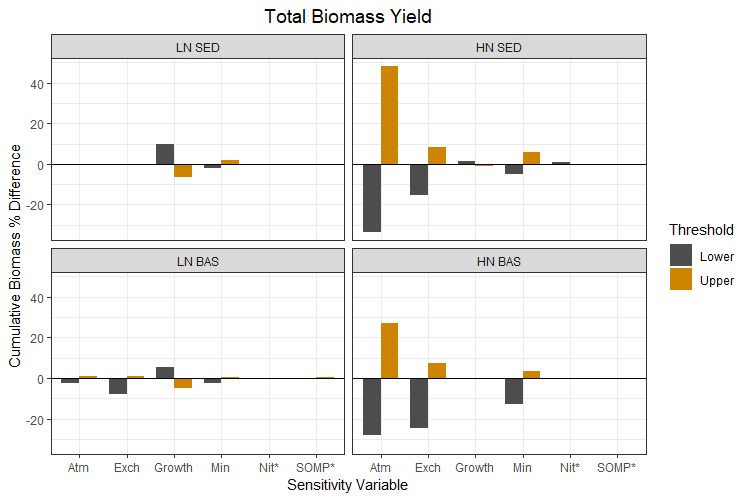 Total Biomass Yield
LN SED
HN SED
40
20
0
-20
LN BAS
HN BAS
40
20
0
-20
Cumulative Biomass % Difference
Atm Exch Growth Min Nit* SOMP*
Atm Exch Growth Min Nit* SOMP*
Sensitivity Variable
Threshold
Lower
Upper